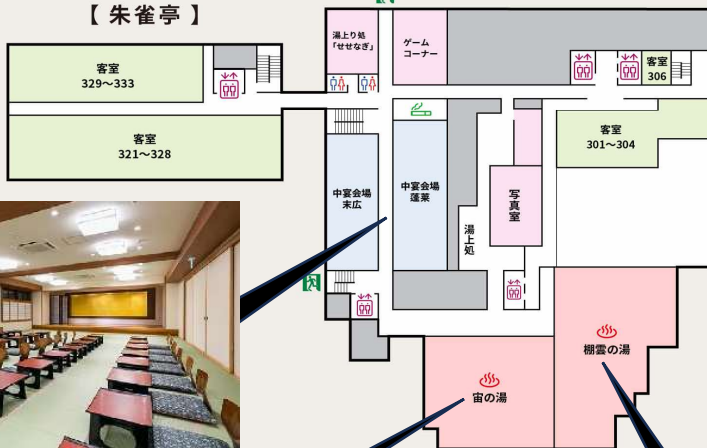 【 朱雀亭 】
湯上り処
「せせなぎ」
ゲーム
コーナー
客室
329～333
客室
306
客室
321～328
客室
301～304
中宴会場
末広
中宴会場
蓬莱
写真室
湯上処
棚雲の湯
宙の湯